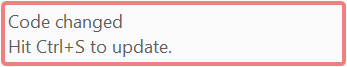 Code changed
Hit Ctrl+S to update.